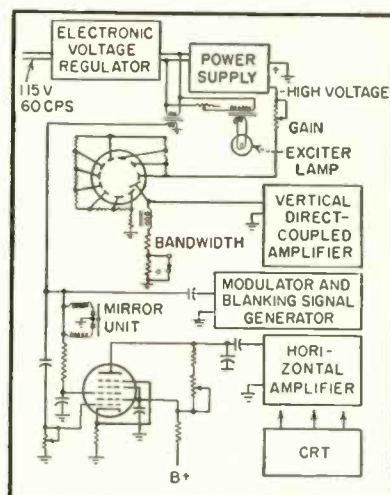 ELECTRONIC
VOLTAGE
REGULATOR
POWER
SUPPLY
+
115 V
60 CPS
-HIGH VOLTAGE
GAIN
EXCITER
LAMP
VERTICAL
DIRECT-
COUPLED
AMPLIFIER
BANDWIDTH
MODULATOR AND
BLANKING SIGNAL
GENERATOR
MIRROR
UNIT
HORI-
ZONTAL
AMPLIFIER
CRT
B+